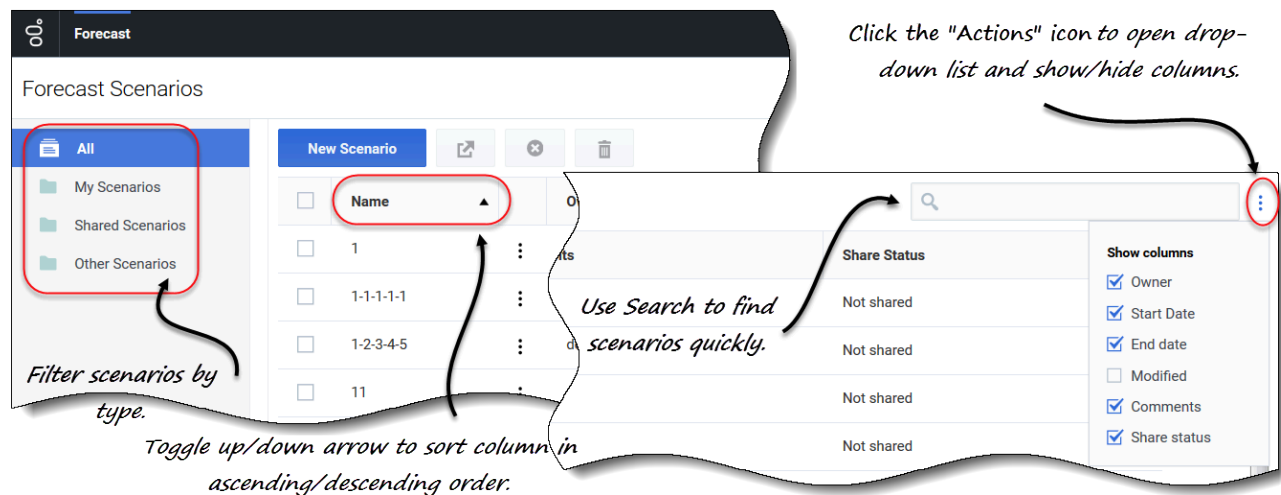 Forecast
Forecast Scenarios
All
My Scenarios
Shared Scenarios
Other Scenarios
New Scenario
Name
1
1-1-1-1-1
1-2-3-4-5
11
Share Status
Not shared
Not shared
Not shared
Not shared
Show columns
Owner
Start Date
End date
Modified
Comments
Share status
Click the "Actions" icon to open drop-
down list and show/hide columns.
Use Search to find
scenarios quickly.
Filter scenarios by
type.
Toggle up/down arrow to sort column in
ascending/descending order.